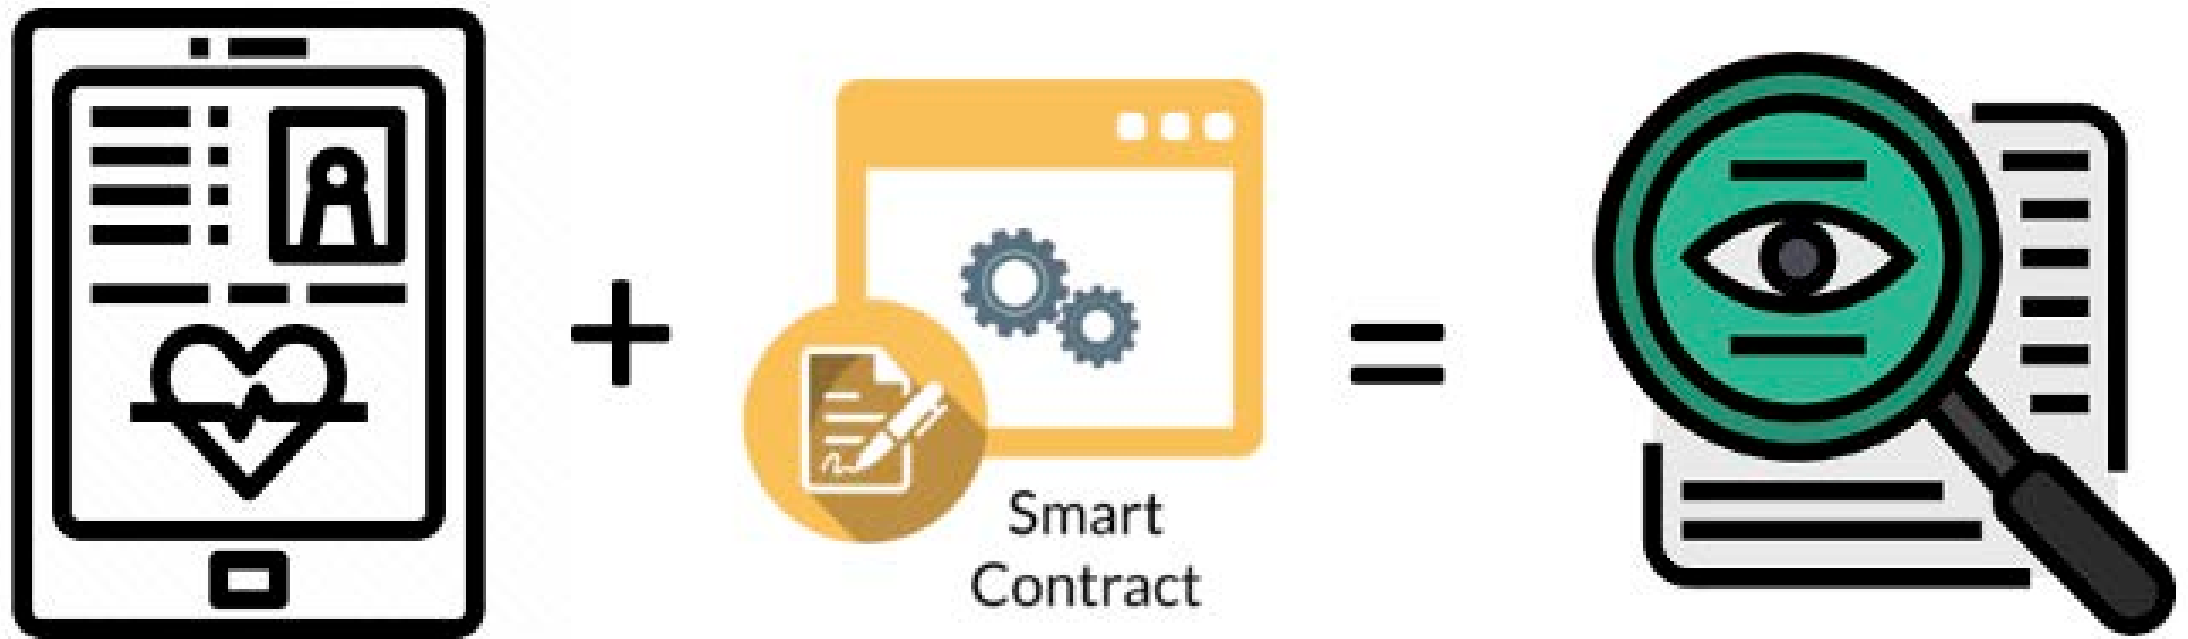 +
Smart
Contract
=